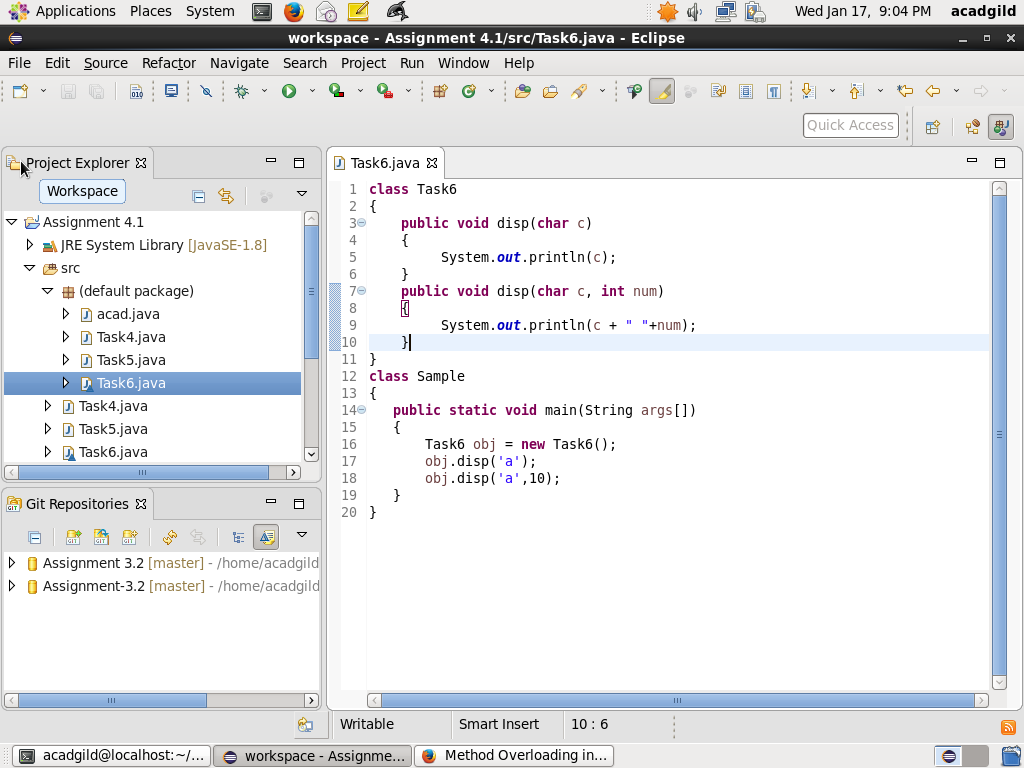 Applications Places System Wed Jan 17, 9:04 PM acadgild
workspace - Assignment 4.1/src/Task6.java - Eclipse
File Edit Source Refactor Navigate Search Project Run Window Help
010
Quick Access
Project Explorer
Workspace
Assignment 4.1
JRE System Library [JavaSE-1.8]
src
(default package)
acad.java
Task4.java
Task5.java
Task6.java
Task4.java
Task5.java
Task6.java
Git Repositories
Assignment 3.2 [master] - /home/acadgild
Assignment-3.2 [master] - /home/acadgild
Task6.java
1 class Task6
2 {
3 public void disp(char c)
4 {
5 System.out.println(c);
6 }
7 public void disp(char c, int num)
8 {
9 System.out.println(c + " "+num);
10 }
11 }
12 class Sample
13 {
14 public static void main(String args[])
15 {
16 Task6 obj = new Task6();
17 obj.disp('a');
18 obj.disp('a',10);
19 }
20 }
Writable Smart Insert 10 : 6
acadgild@localhost:~/... workspace - Assignme... Method Overloading in...